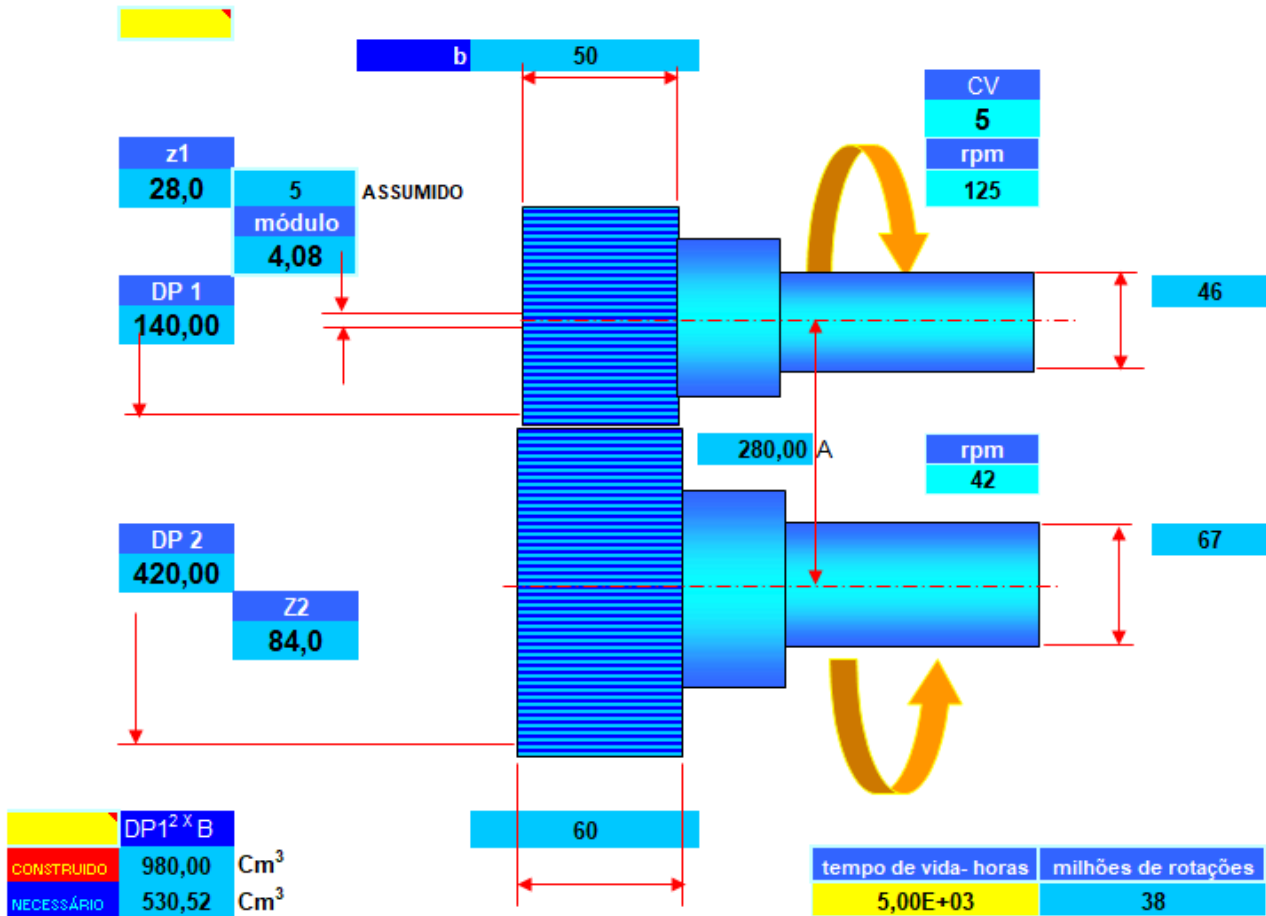 b 50
CV
5
z1
rpm
28,0 5 ASSUMIDO
125
módulo
4,08
DP 1
46
140,00
280,00 A
rpm
42
DP 2
67
420,00
Z2
84,0
DP1² ˣ B
60
CONSTRUIDO 980,00 Cm³
tempo de vida- horas milhões de rotações
NECESSÁRIO 530,52 Cm³
5,00E+03 38